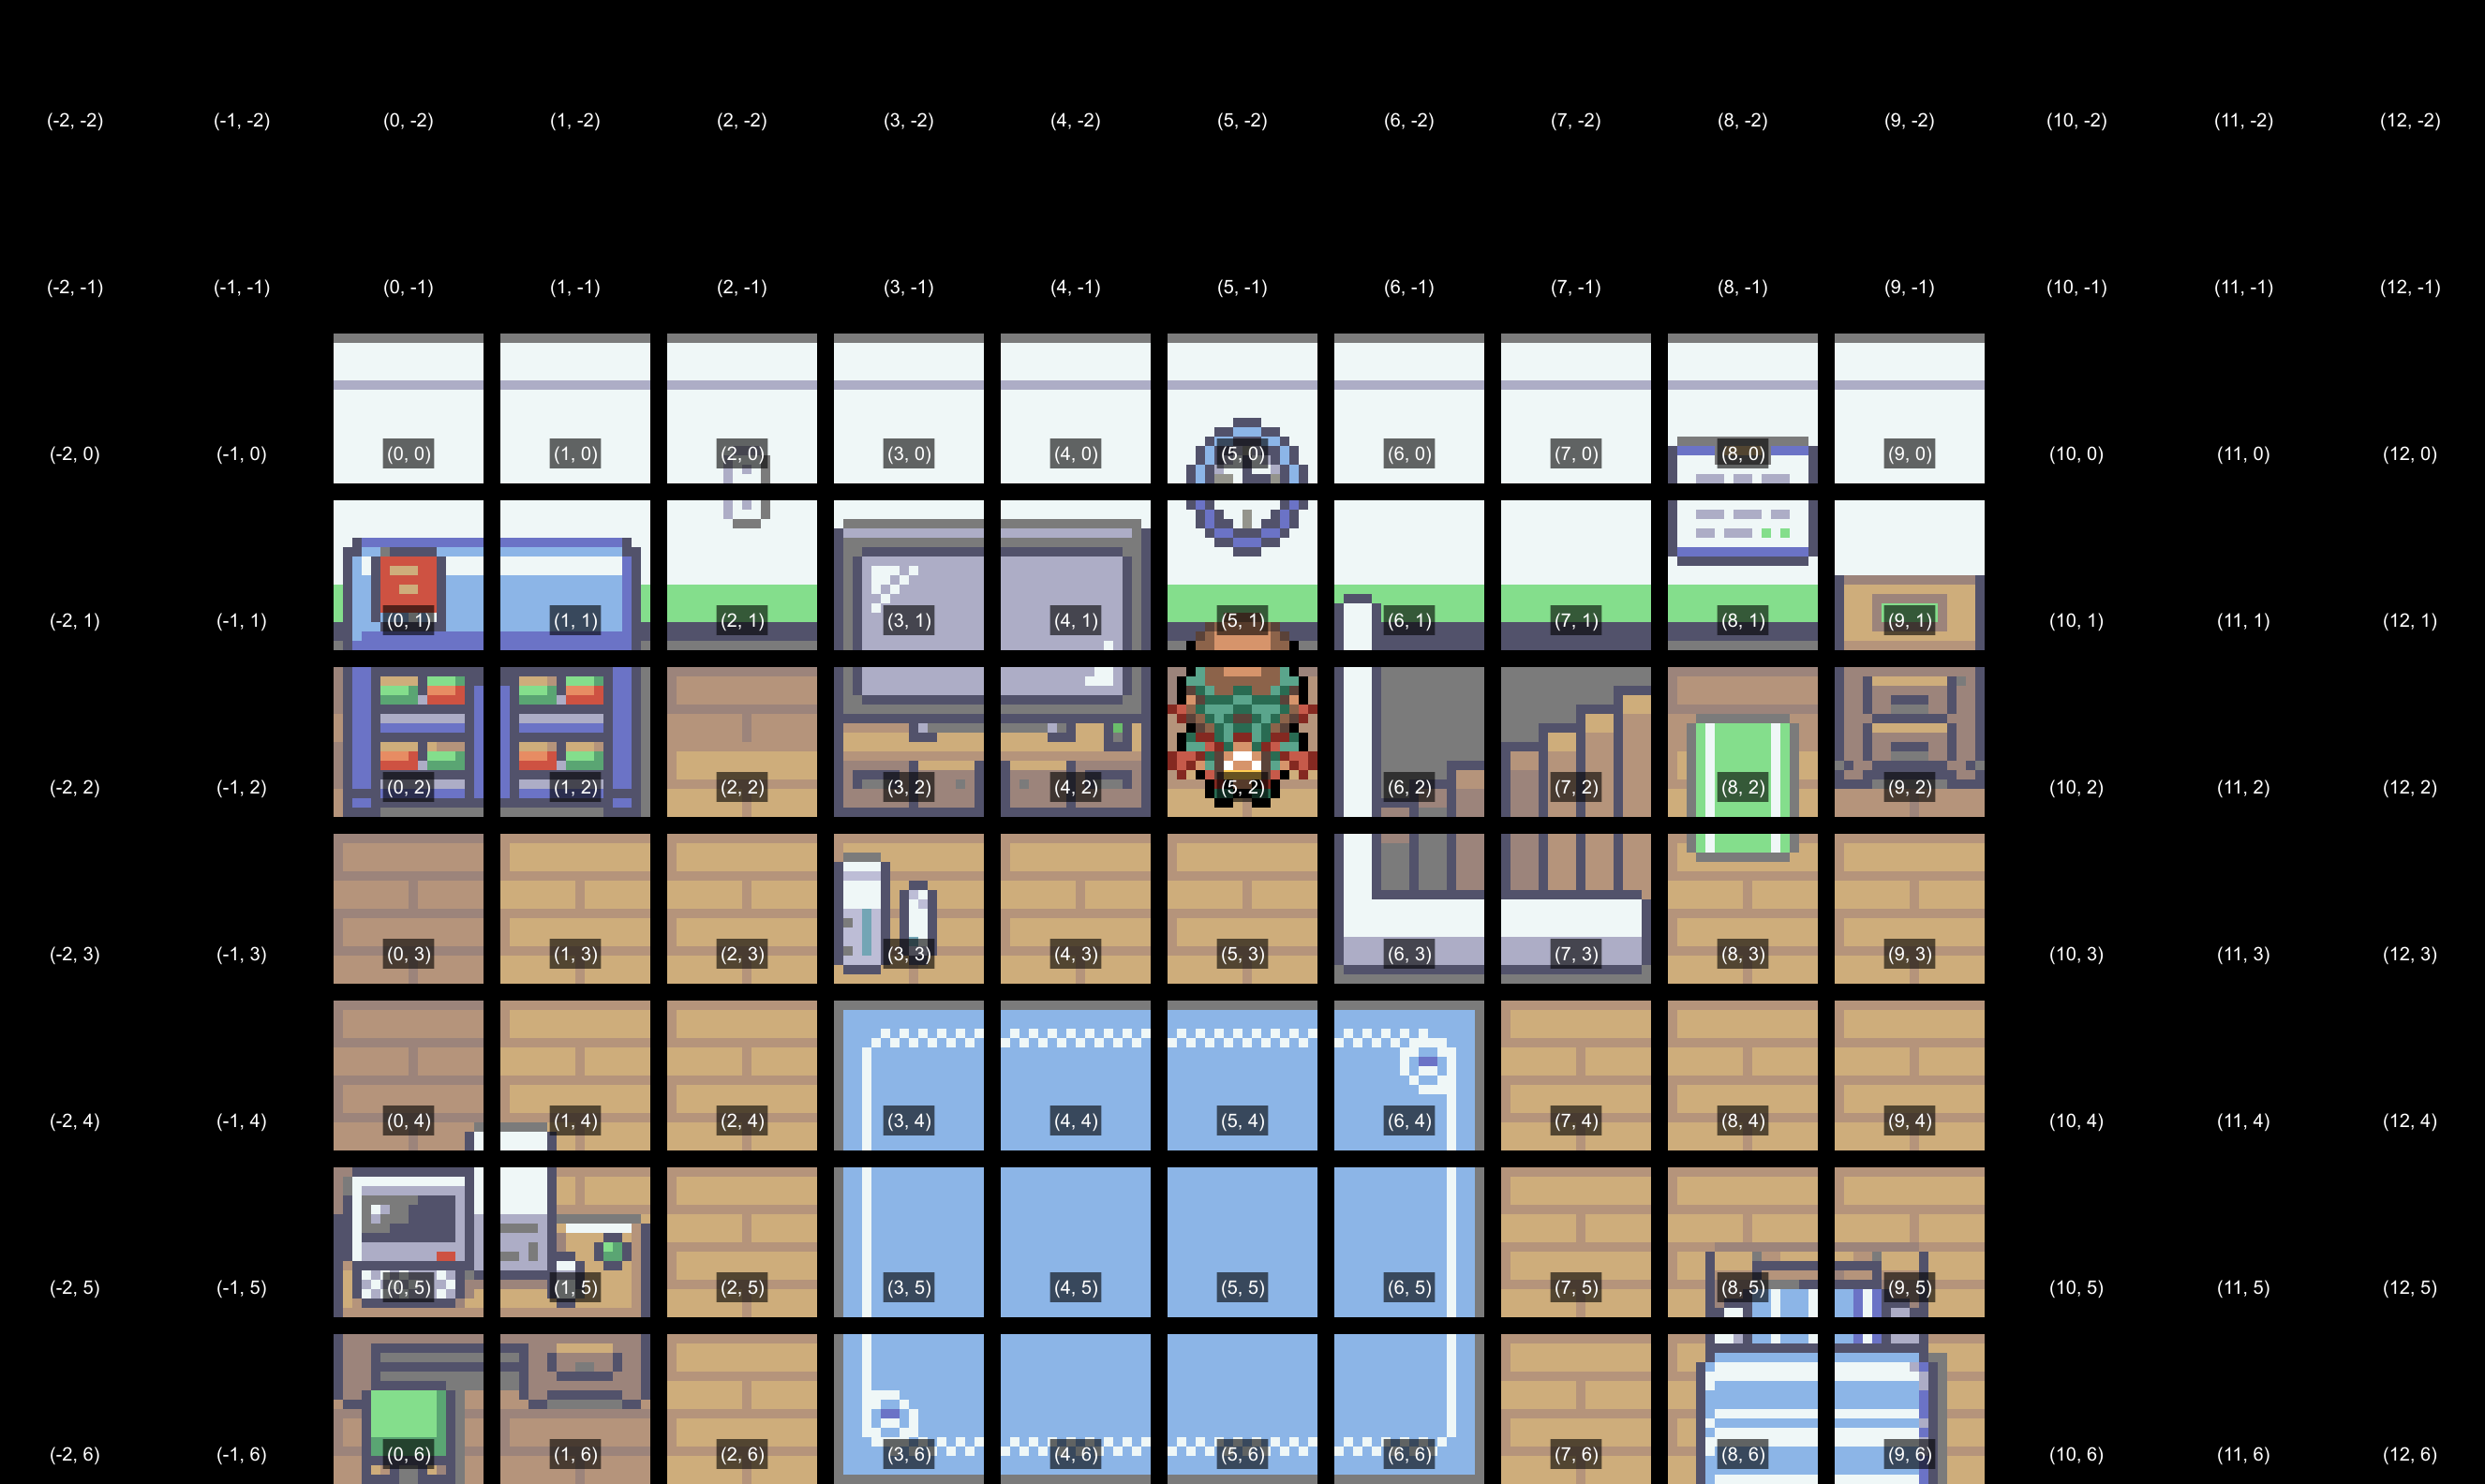 (-2, -2) (-1, -2) (0, -2) (1, -2) (2, -2) (3, -2) (4, -2) (5, -2) (6, -2) (7, -2) (8, -2) (9, -2) (10, -2) (11, -2) (12, -2)
(-2, -1) (-1, -1) (0, -1) (1, -1) (2, -1) (3, -1) (4, -1) (5, -1) (6, -1) (7, -1) (8, -1) (9, -1) (10, -1) (11, -1) (12, -1)
(-2, 0) (-1, 0) (0, 0) (1, 0) (2, 0) (3, 0) (4, 0) (5, 0) (6, 0) (7, 0) (8, 0) (9, 0) (10, 0) (11, 0) (12, 0)
(-2, 1) (-1, 1) (0, 1) (1, 1) (2, 1) (3, 1) (4, 1) (5, 1) (6, 1) (7, 1) (8, 1) (9, 1) (10, 1) (11, 1) (12, 1)
(-2, 2) (-1, 2) (0, 2) (1, 2) (2, 2) (3, 2) (4, 2) (5, 2) (6, 2) (7, 2) (8, 2) (9, 2) (10, 2) (11, 2) (12, 2)
(-2, 3) (-1, 3) (0, 3) (1, 3) (2, 3) (3, 3) (4, 3) (5, 3) (6, 3) (7, 3) (8, 3) (9, 3) (10, 3) (11, 3) (12, 3)
(-2, 4) (-1, 4) (0, 4) (1, 4) (2, 4) (3, 4) (4, 4) (5, 4) (6, 4) (7, 4) (8, 4) (9, 4) (10, 4) (11, 4) (12, 4)
(-2, 5) (-1, 5) (0, 5) (1, 5) (2, 5) (3, 5) (4, 5) (5, 5) (6, 5) (7, 5) (8, 5) (9, 5) (10, 5) (11, 5) (12, 5)
(-2, 6) (-1, 6) (0, 6) (1, 6) (2, 6) (3, 6) (4, 6) (5, 6) (6, 6) (7, 6) (8, 6) (9, 6) (10, 6) (11, 6) (12, 6)